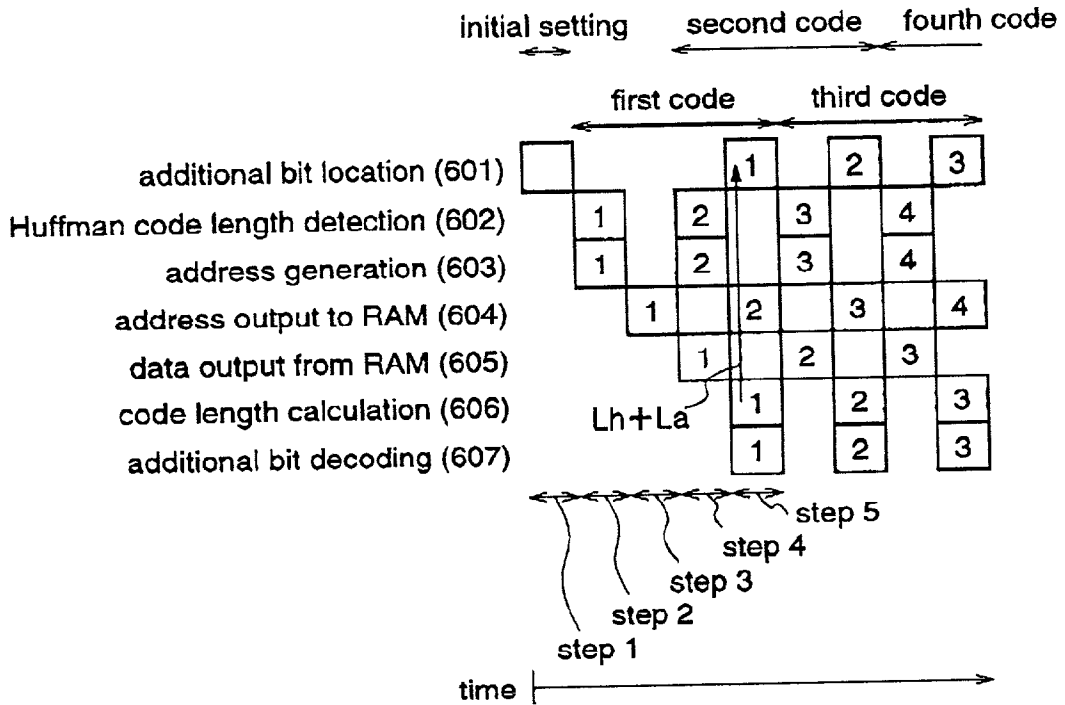 initial setting second code fourth code
first code third code
additional bit location (601) 1 2 3
Huffman code length detection (602) 1 2 3 4
address generation (603) 1 2 3 4
address output to RAM (604) 1 2 3 4
data output from RAM (605) 1 2 3
code length calculation (606) 1 2 3
Lh+La
additional bit decoding (607) 1 2 3
step 5
step 4
step 3
step 2
step 1
time